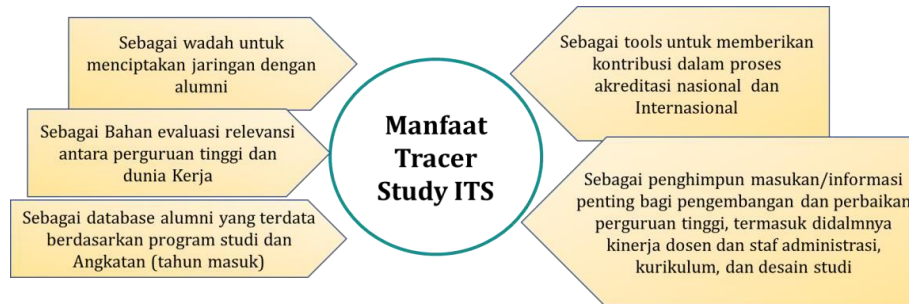 Sebagai wadah untuk
menciptakan jaringan dengan
alumni
Sebagai Bahan evaluasi relevansi
antara perguruan tinggi dan
dunia Kerja
Sebagai database alumni yang terdata
berdasarkan program studi dan
Angkatan (tahun masuk)
Manfaat
Tracer
Study ITS
Sebagai tools untuk memberikan
kontribusi dalam proses
akreditasi nasional dan
Internasional
Sebagai penghimpun masukan/informasi
penting bagi pengembangan dan perbaikan
perguruan tinggi, termasuk didalmnya
kinerja dosen dan staf administrasi,
kurikulum, dan desain studi